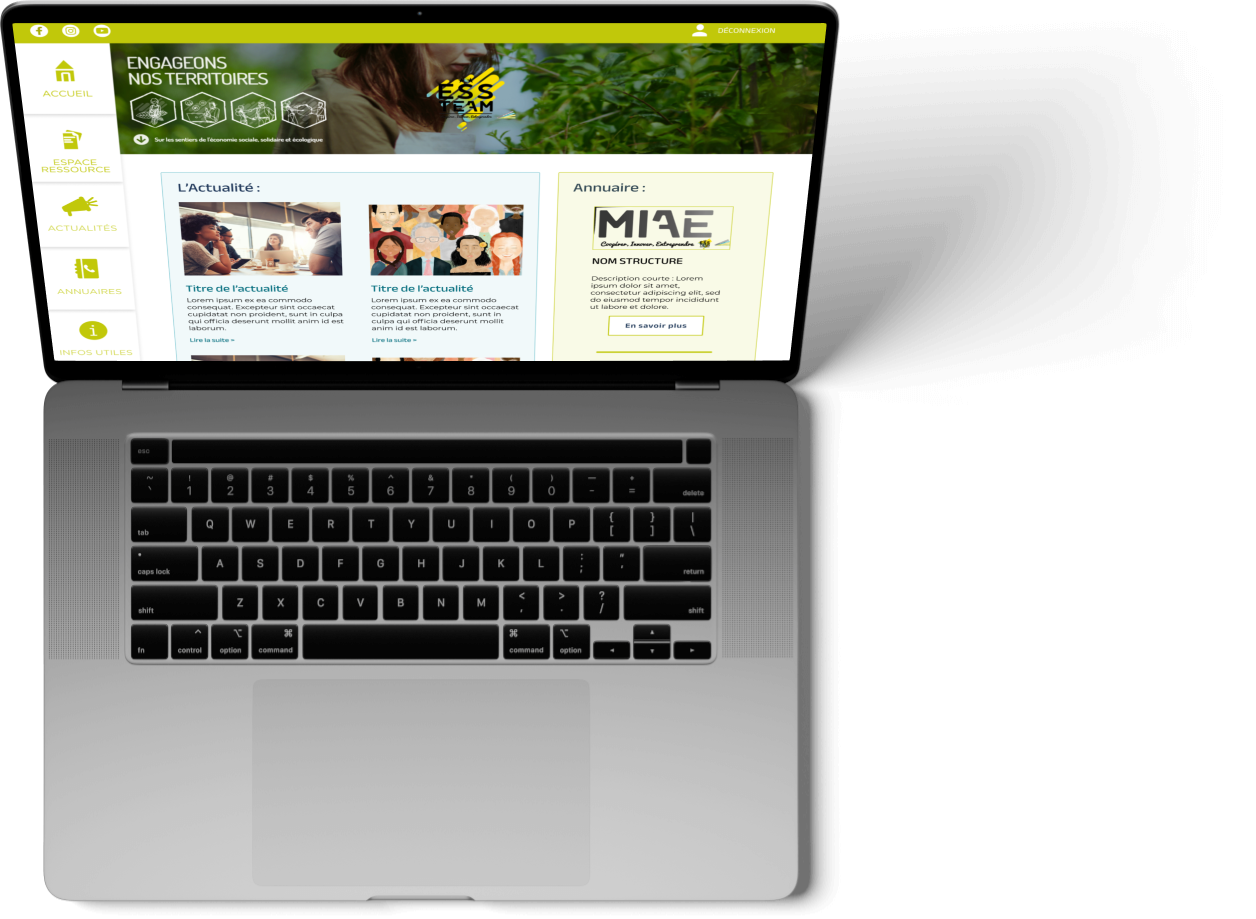 DÉCONNEXION
ENGAGEONS
NOS TERRITOIRES
Sur les sentiers de l'économie sociale, solidaire et écologique
ESS
TEAM
ACCUEIL
ESPACE
RESSOURCE
ACTUALITÉS
ANNUAIRES
INFOS UTILES
L'Actualité :
Titre de l'actualité
Lorem ipsum ex ea commodo
consequat. Excepteur sint occaecat
cupidatat non proident, sunt in culpa
qui officia deserunt mollit anim id est
laborum.
Lire la suite »
Titre de l'actualité
Lorem ipsum ex ea commodo
consequat. Excepteur sint occaecat
cupidatat non proident, sunt in culpa
qui officia deserunt mollit anim id est
laborum.
Lire la suite »
Annuaire :
MIAE
Coopérer, Innover, Entreprendre
NOM STRUCTURE
Description courte : Lorem
ipsum dolor sit amet,
consectetur adipiscing elit, sed
do eiusmod tempor incididunt
ut labore et dolore.
En savoir plus
esc
~ ! @ # $ % ^ & * ( ) — +
` 1 2 3 4 5 6 7 8 9 0 - = delete
tab Q W E R T Y U I O P { [ } ] | \
caps lock A S D F G H J K L : ; " ' return
shift Z X C V B N M < , > . ? / shift
fn control option command command option